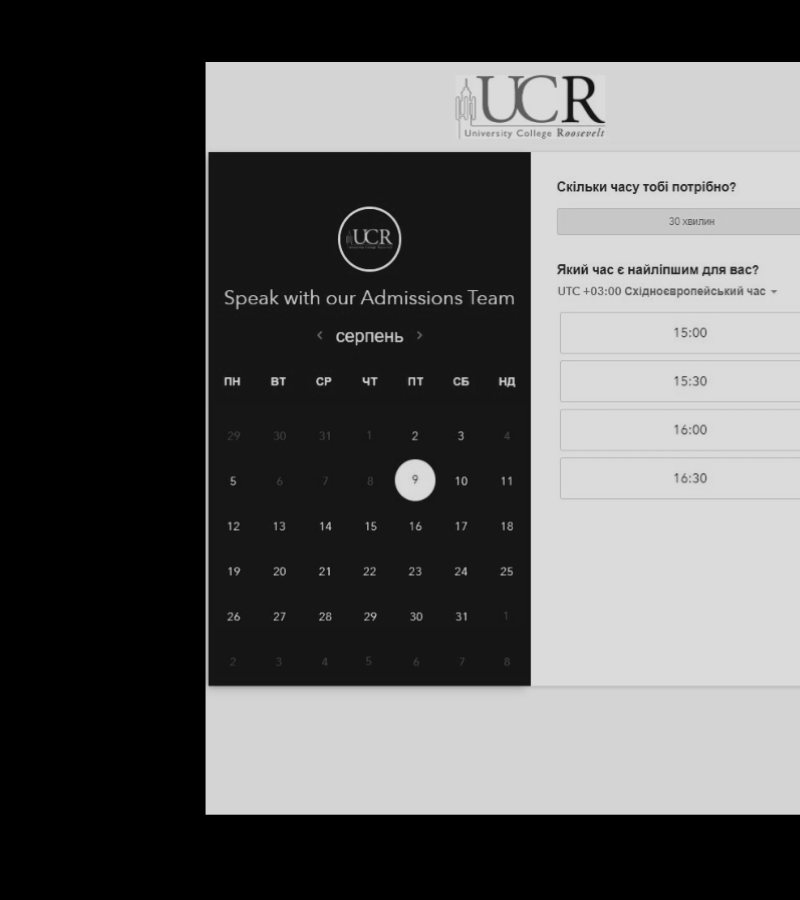 UCR
University College Roosevelt
UCR
Speak with our Admissions Team
‹ серпень ›
ПН ВТ СР ЧТ ПТ СБ НД
29 30 31 1 2 3 4
5 6 7 8 9 10 11
12 13 14 15 16 17 18
19 20 21 22 23 24 25
26 27 28 29 30 31 1
2 3 4 5 6 7 8
Скільки часу тобі потрібно?
30 хвилин
Який час є найліпшим для вас?
UTC +03:00 Східноєвропейський час
15:00
15:30
16:00
16:30